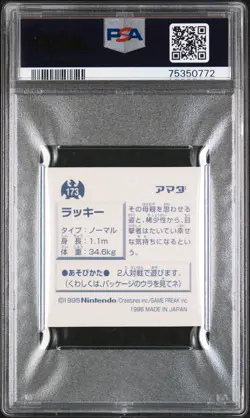 PSA
75350772
173
アマダ
ラッキー
タイプ：ノーマル
身　長：1.1m
体　重：34.6kg
その母親を思わせる
姿と、稀少性から、目
撃者はたいてい幸せ
な気持ちになるとい
う。
●あそびかた● 2人対戦で遊びます。
(くわしくは、パッケージのウラを見てネ)
©1995 Nintendo/Creatures inc/GAME FREAK inc
1996 MADE IN JAPAN